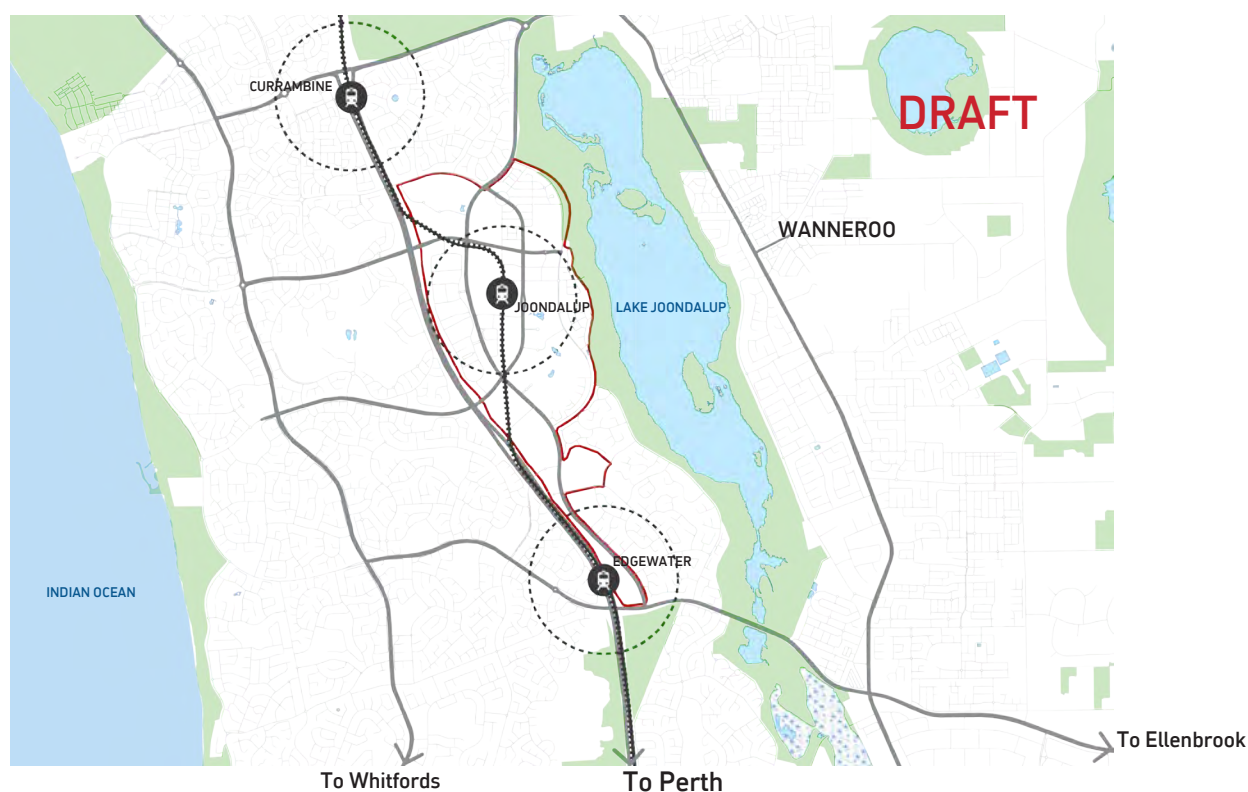 CURRAMBINE
DRAFT
WANNEROO
JOONDALUP
LAKE JOONDALUP
EDGEWATER
INDIAN OCEAN
To Ellenbrook
To Whitfords
To Perth